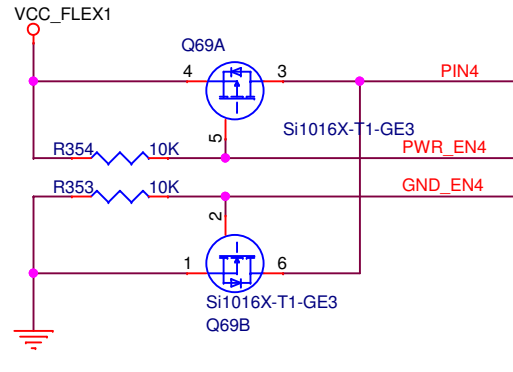 VCC_FLEX1
Q69A
4
3
PIN4
5
Si1016X-T1-GE3
R354
10K
PWR_EN4
R353
10K
GND_EN4
2
1
6
Si1016X-T1-GE3
Q69B